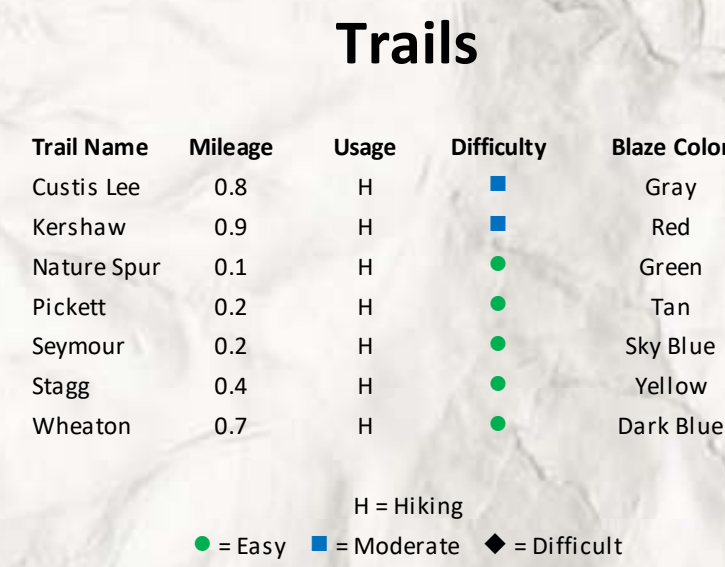 Trails
Trail Name Mileage Usage Difficulty Blaze Color
Custis Lee 0.8 H Gray
Kershaw 0.9 H Red
Nature Spur 0.1 H Green
Pickett 0.2 H Tan
Seymour 0.2 H Sky Blue
Stagg 0.4 H Yellow
Wheaton 0.7 H Dark Blue
H = Hiking
= Easy = Moderate = Difficult